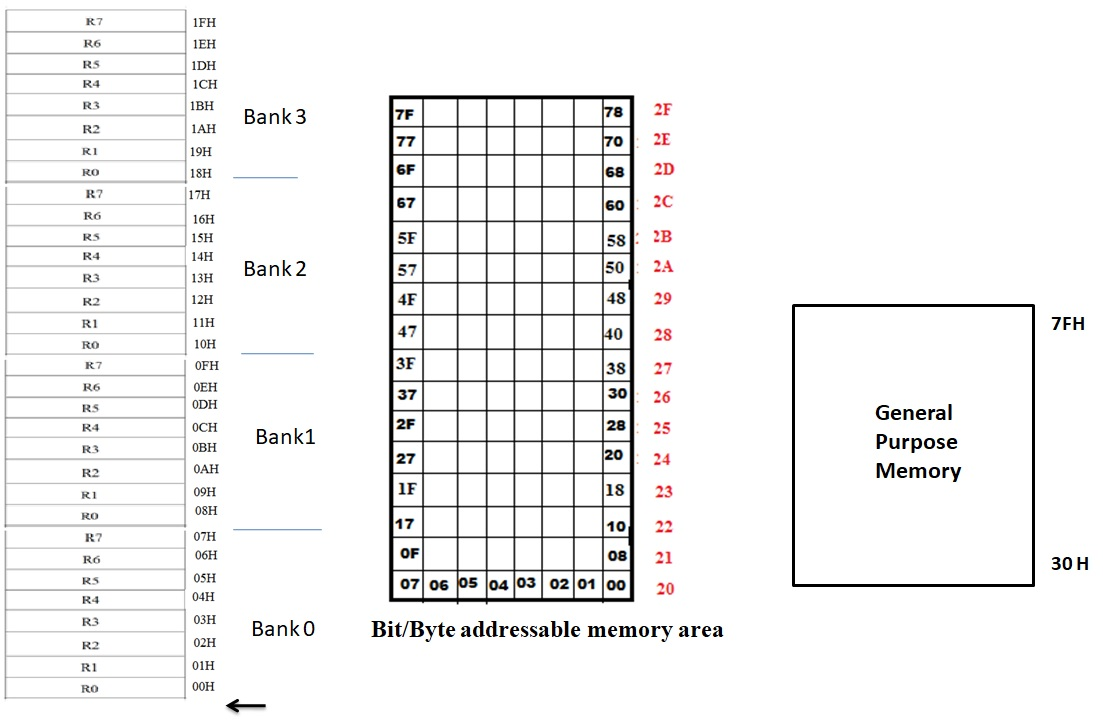 R7 1FH
R6 1EH
R5 1DH
R4 1CH
R3 1BH
R2 1AH
R1 19H
R0 18H
Bank 3
R7 17H
R6 16H
R5 15H
R4 14H
R3 13H
R2 12H
R1 11H
R0 10H
Bank 2
R7 0FH
R6 0EH
R5 0DH
R4 0CH
R3 0BH
R2 0AH
R1 09H
R0 08H
Bank1
R7 07H
R6 06H
R5 05H
R4 04H
R3 03H
R2 02H
R1 01H
R0 00H
Bank 0
7F 78 2F
77 70 2E
6F 68 2D
67 60 2C
5F 58 2B
57 50 2A
4F 48 29
47 40 28
3F 38 27
37 30 26
2F 28 25
27 20 24
1F 18 23
17 10 22
0F 08 21
07 06 05 04 03 02 01 00 20
Bit/Byte addressable memory area
7FH
General
Purpose
Memory
30 H